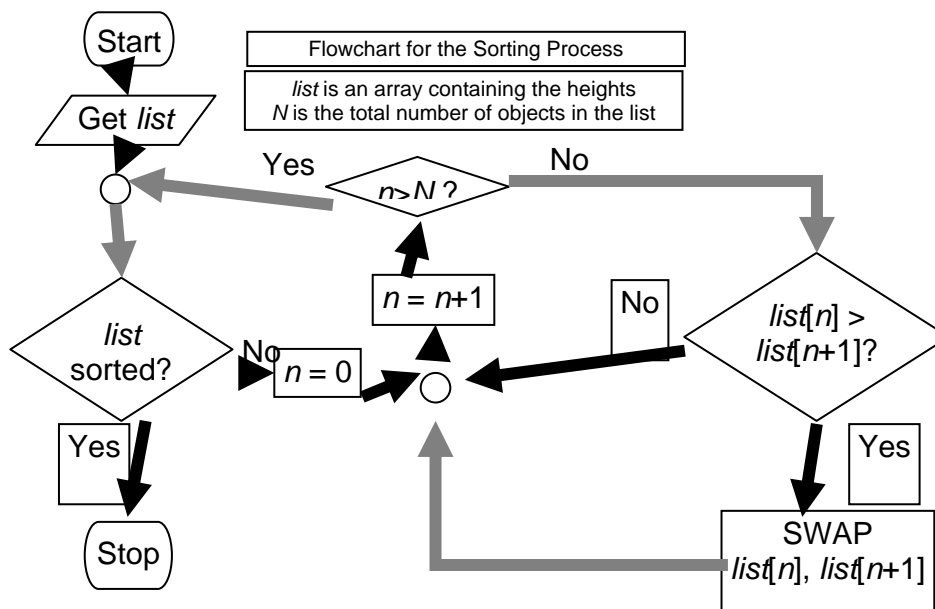 Start
Flowchart for the Sorting Process
list is an array containing the heights
N is the total number of objects in the list
Get list
Yes
No
n>N ?
n = n+1
No
list[n] >
list[n+1]?
list
sorted?
No
n = 0
Yes
Yes
Stop
SWAP
list[n], list[n+1]